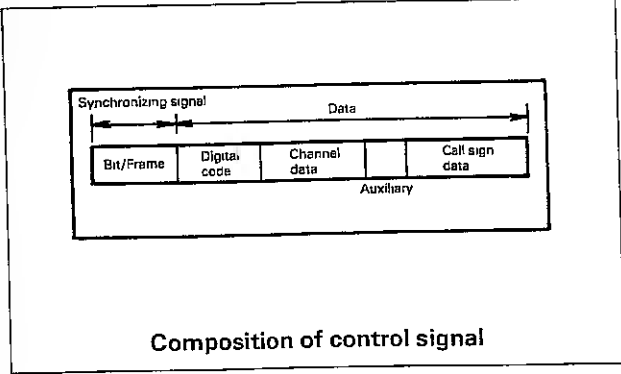 Synchronizing signal
Data
Bit/Frame
Digital
code
Channel
data
Call sign
data
Auxiliary
Composition of control signal